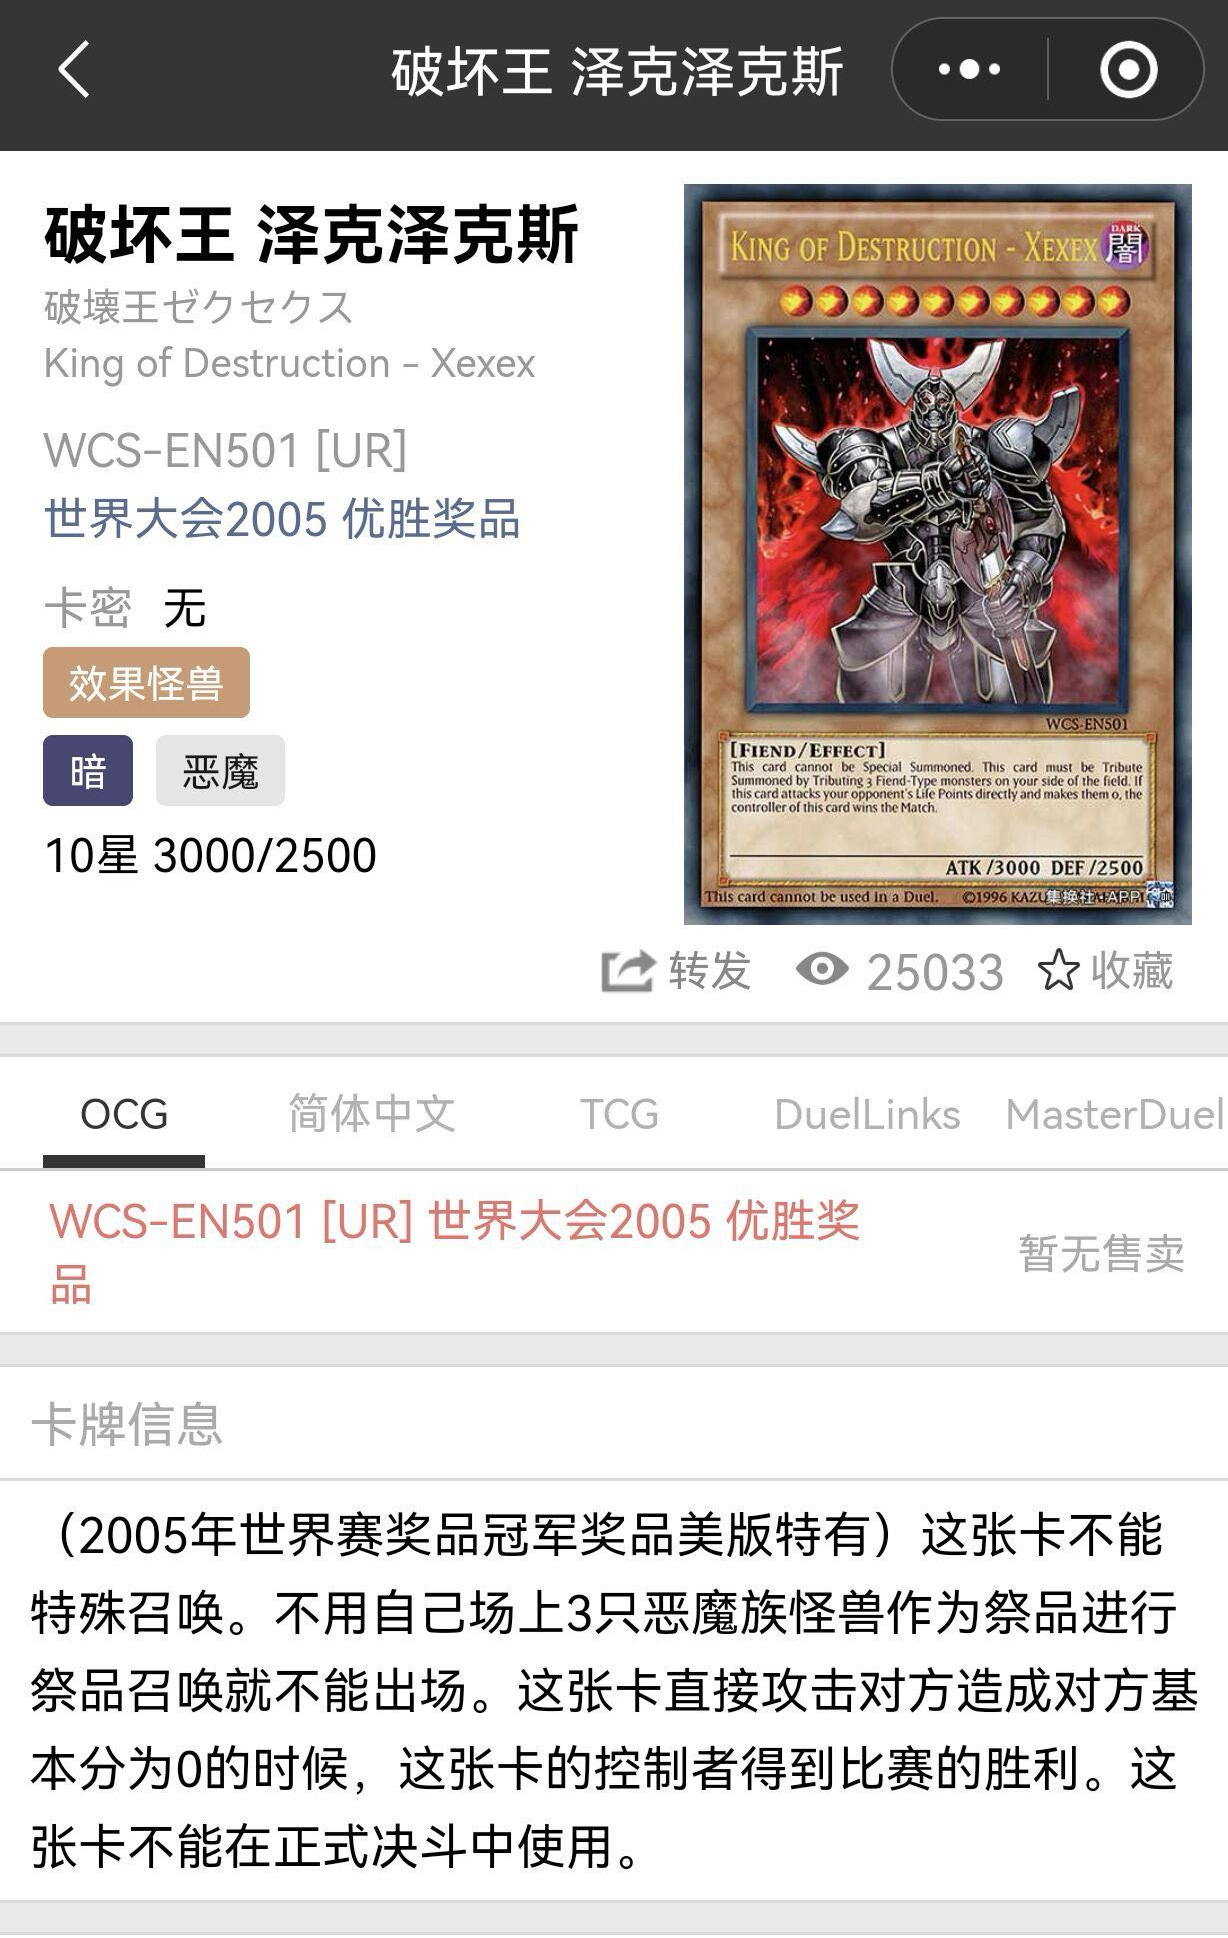 破坏王 泽克泽克斯
破坏王 泽克泽克斯
破壊王ゼクセクス
King of Destruction - Xexex
WCS-EN501 [UR]
世界大会2005 优胜奖品
卡密 无
效果怪兽
暗 恶魔
10星 3000/2500
KING OF DESTRUCTION - XEXEX
DARK
闇
WCS-EN501
[FIEND/EFFECT]
This card cannot be Special Summoned. This card must be Tribute
Summoned by Tributing 3 Fiend-Type monsters on your side of the field. If
this card attacks your opponent's Life Points directly and makes them 0, the
controller of this card wins the Match.
ATK/3000 DEF/2500
This card cannot be used in a Duel. ©1996 KAZU
集换社 APP
转发 25033 收藏
OCG 简体中文 TCG DuelLinks MasterDuel
WCS-EN501 [UR] 世界大会2005 优胜奖
品
暂无售卖
卡牌信息
（2005年世界赛奖品冠军奖品美版特有）这张卡不能
特殊召唤。不用自己场上3只恶魔族怪兽作为祭品进行
祭品召唤就不能出场。这张卡直接攻击对方造成对方基
本分为0的时候，这张卡的控制者得到比赛的胜利。这
张卡不能在正式决斗中使用。